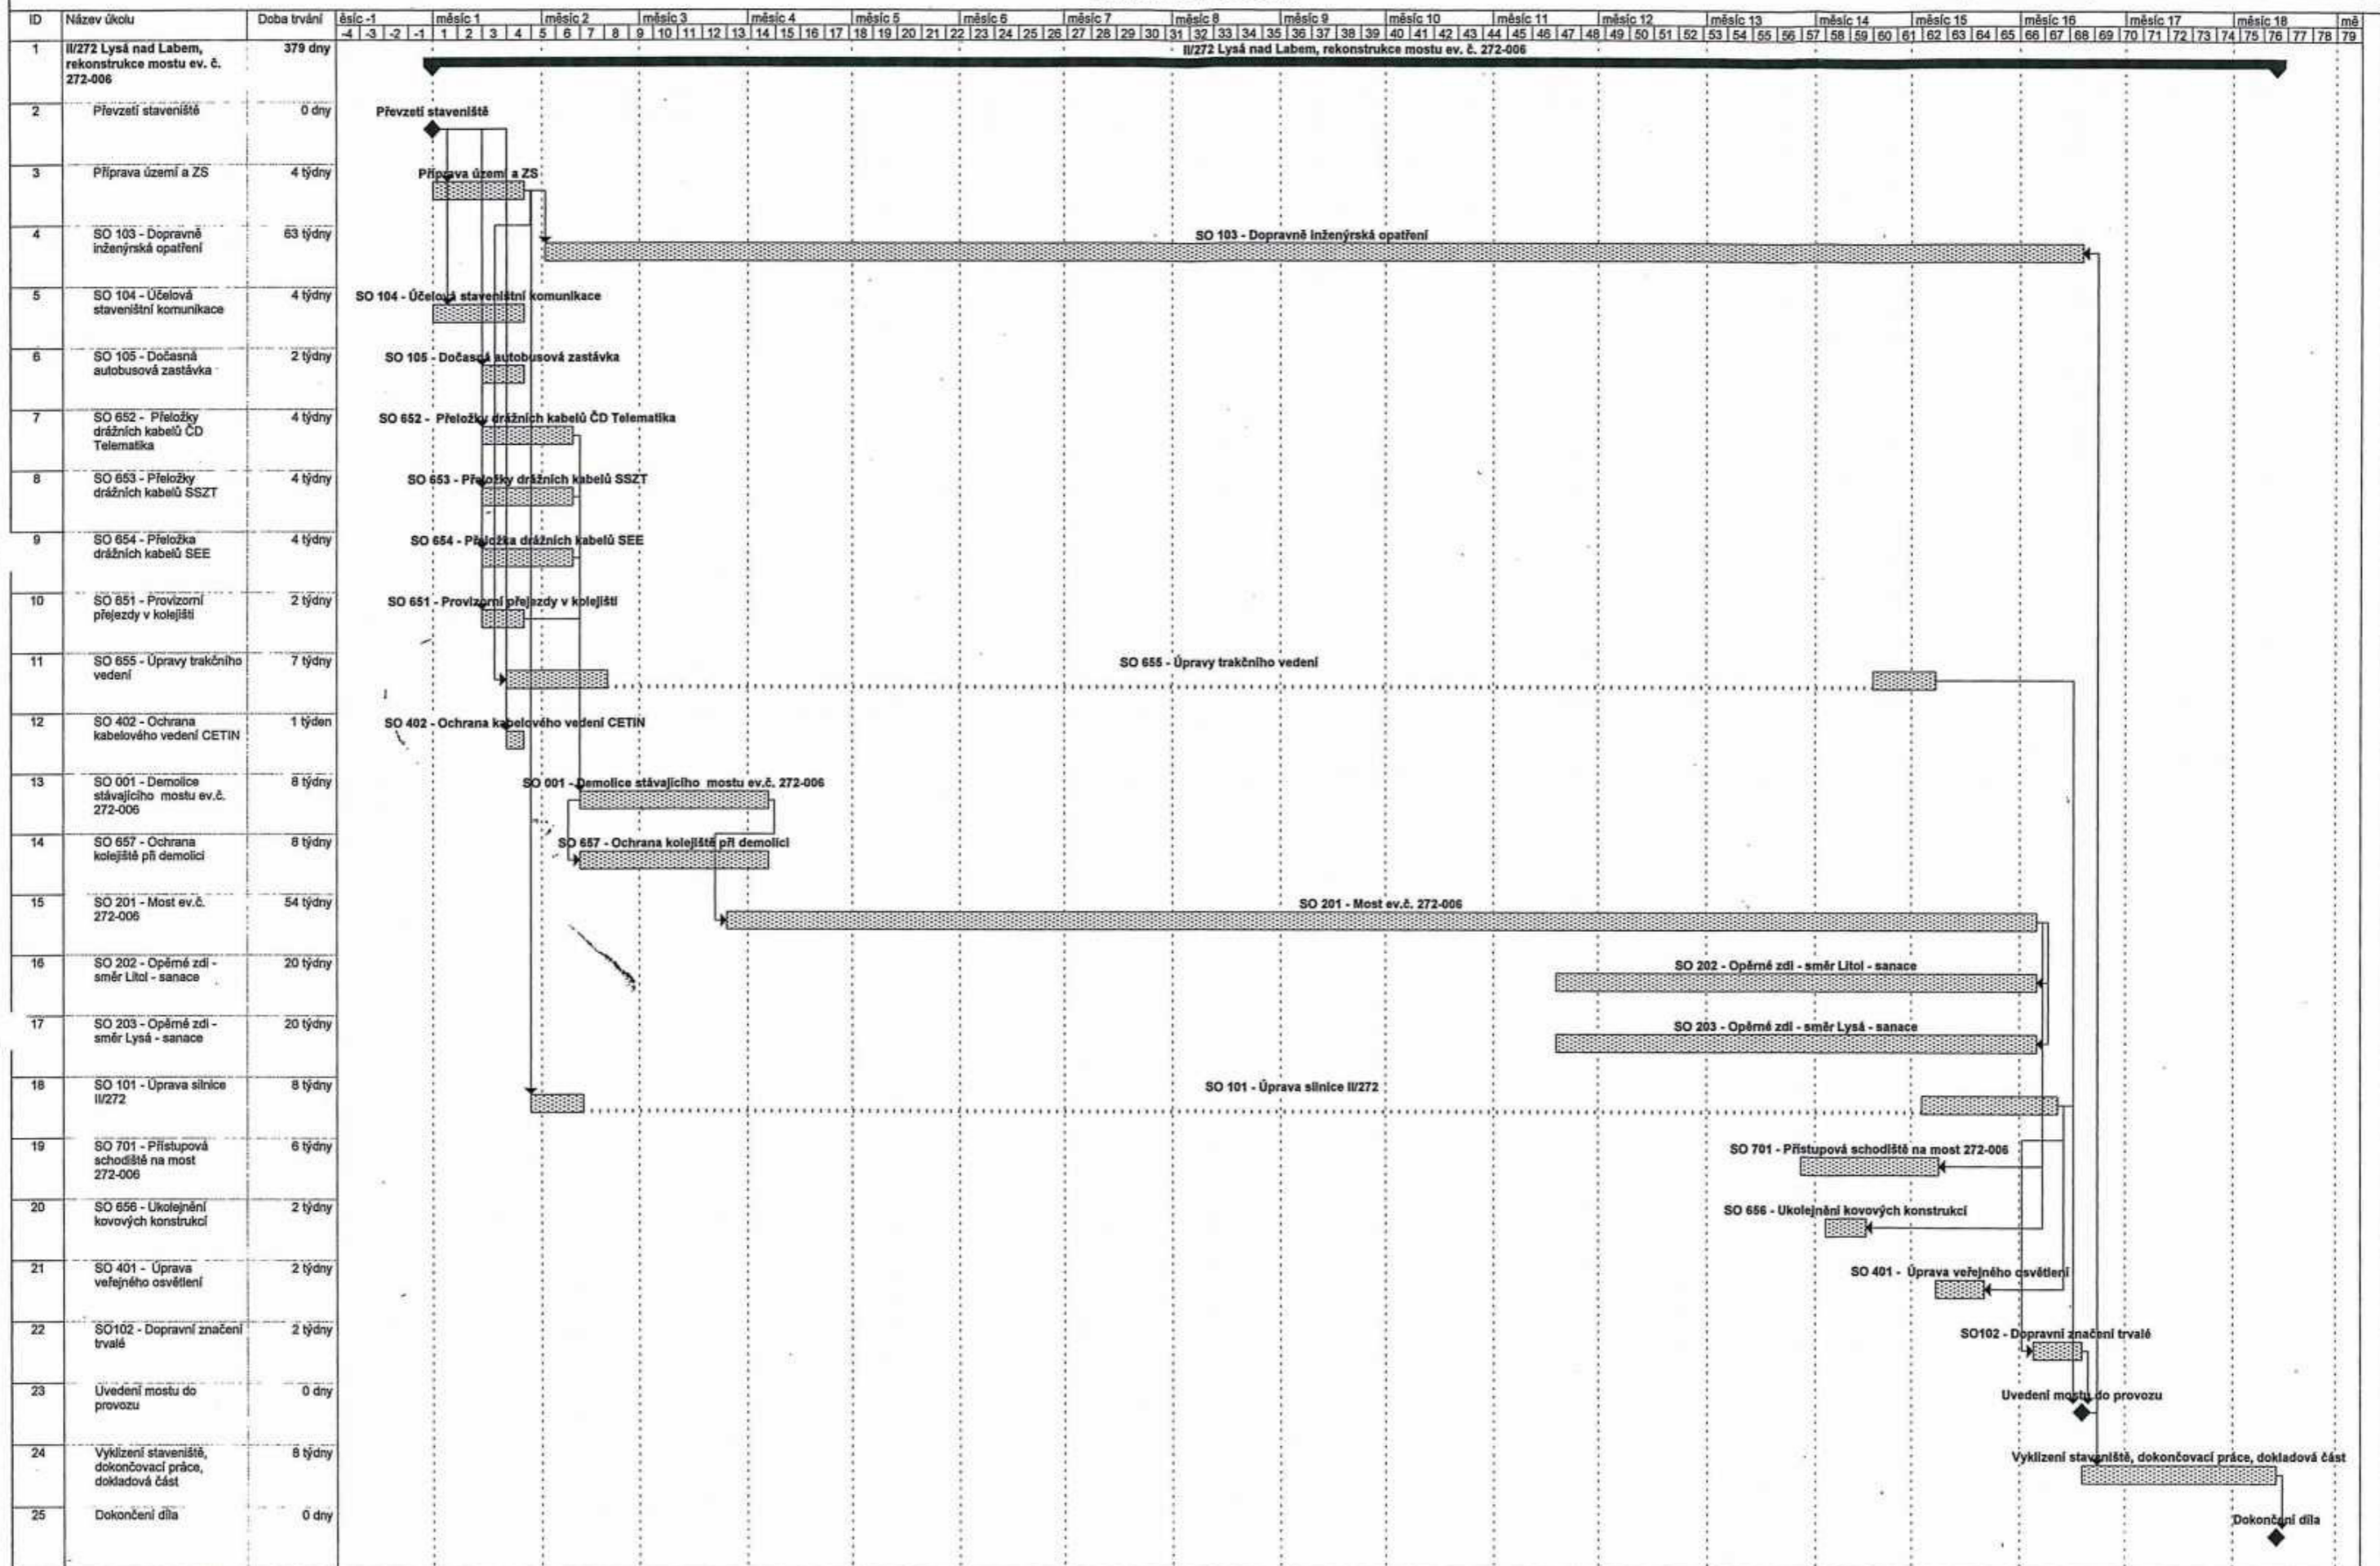 ID Název úkolu Doba trvání ěsíc -1 měsíc 1 měsíc 2 měsíc 3 měsíc 4 měsíc 5 měsíc 6 měsíc 7 měsíc 8 měsíc 9 měsíc 10 měsíc 11 měsíc 12 měsíc 13 měsíc 14 měsíc 15 měsíc 16 měsíc 17 měsíc 18 mě
-4 -3 -2 -1 1 2 3 4 5 6 7 8 9 10 11 12 13 14 15 16 17 18 19 20 21 22 23 24 25 26 27 28 29 30 31 32 33 34 35 36 37 38 39 40 41 42 43 44 45 46 47 48 49 50 51 52 53 54 55 56 57 58 59 60 61 62 63 64 65 66 67 68 69 70 71 72 73 74 75 76 77 78 79
1 II/272 Lysá nad Labem, 379 dny
rekonstrukce mostu ev. č.
272-006
II/272 Lysá nad Labem, rekonstrukce mostu ev. č. 272-006
2 Převzetí staveniště 0 dny
Převzetí staveniště
3 Příprava území a ZS 4 týdny
Příprava území a ZS
4 SO 103 - Dopravně 63 týdny
inženýrská opatření
SO 103 - Dopravně inženýrská opatření
5 SO 104 - Účelová 4 týdny
staveništní komunikace
SO 104 - Účelová staveništní komunikace
6 SO 105 - Dočasná 2 týdny
autobusová zastávka
SO 105 - Dočasná autobusová zastávka
7 SO 652 - Přeložky 4 týdny
drážních kabelů ČD
Telematika
SO 652 - Přeložky drážních kabelů ČD Telematika
8 SO 653 - Přeložky 4 týdny
drážních kabelů SSZT
SO 653 - Přeložky drážních kabelů SSZT
9 SO 654 - Přeložka 4 týdny
drážních kabelů SEE
SO 654 - Přeložka drážních kabelů SEE
10 SO 651 - Provizorní 2 týdny
přejezdy v kolejišti
SO 651 - Provizorní přejezdy v kolejišti
11 SO 655 - Úpravy trakčního 7 týdny
vedení
SO 655 - Úpravy trakčního vedení
12 SO 402 - Ochrana 1 týden
kabelového vedení CETIN
SO 402 - Ochrana kabelového vedení CETIN
13 SO 001 - Demolice 8 týdny
stávajícího mostu ev.č.
272-006
SO 001 - Demolice stávajícího mostu ev.č. 272-006
14 SO 657 - Ochrana 8 týdny
kolejiště při demolici
SO 657 - Ochrana kolejiště při demolici
15 SO 201 - Most ev.č. 54 týdny
272-006
SO 201 - Most ev.č. 272-006
16 SO 202 - Opěrné zdi - 20 týdny
směr Litol - sanace
SO 202 - Opěrné zdi - směr Litol - sanace
17 SO 203 - Opěrné zdi - 20 týdny
směr Lysá - sanace
SO 203 - Opěrné zdi - směr Lysá - sanace
18 SO 101 - Úprava silnice 8 týdny
II/272
SO 101 - Úprava silnice II/272
19 SO 701 - Přístupová 6 týdny
schodiště na most
272-006
SO 701 - Přístupová schodiště na most 272-006
20 SO 656 - Ukolejnění 2 týdny
kovových konstrukcí
SO 656 - Ukolejnění kovových konstrukcí
21 SO 401 - Úprava 2 týdny
veřejného osvětlení
SO 401 - Úprava veřejného osvětlení
22 SO102 - Dopravní značení 2 týdny
trvalé
SO102 - Dopravní značení trvalé
23 Uvedení mostu do 0 dny
provozu
Uvedení mostu do provozu
24 Vyklizení staveniště, 8 týdny
dokončovací práce,
dokladová část
Vyklizení staveniště, dokončovací práce, dokladová část
25 Dokončení díla 0 dny
Dokončení díla